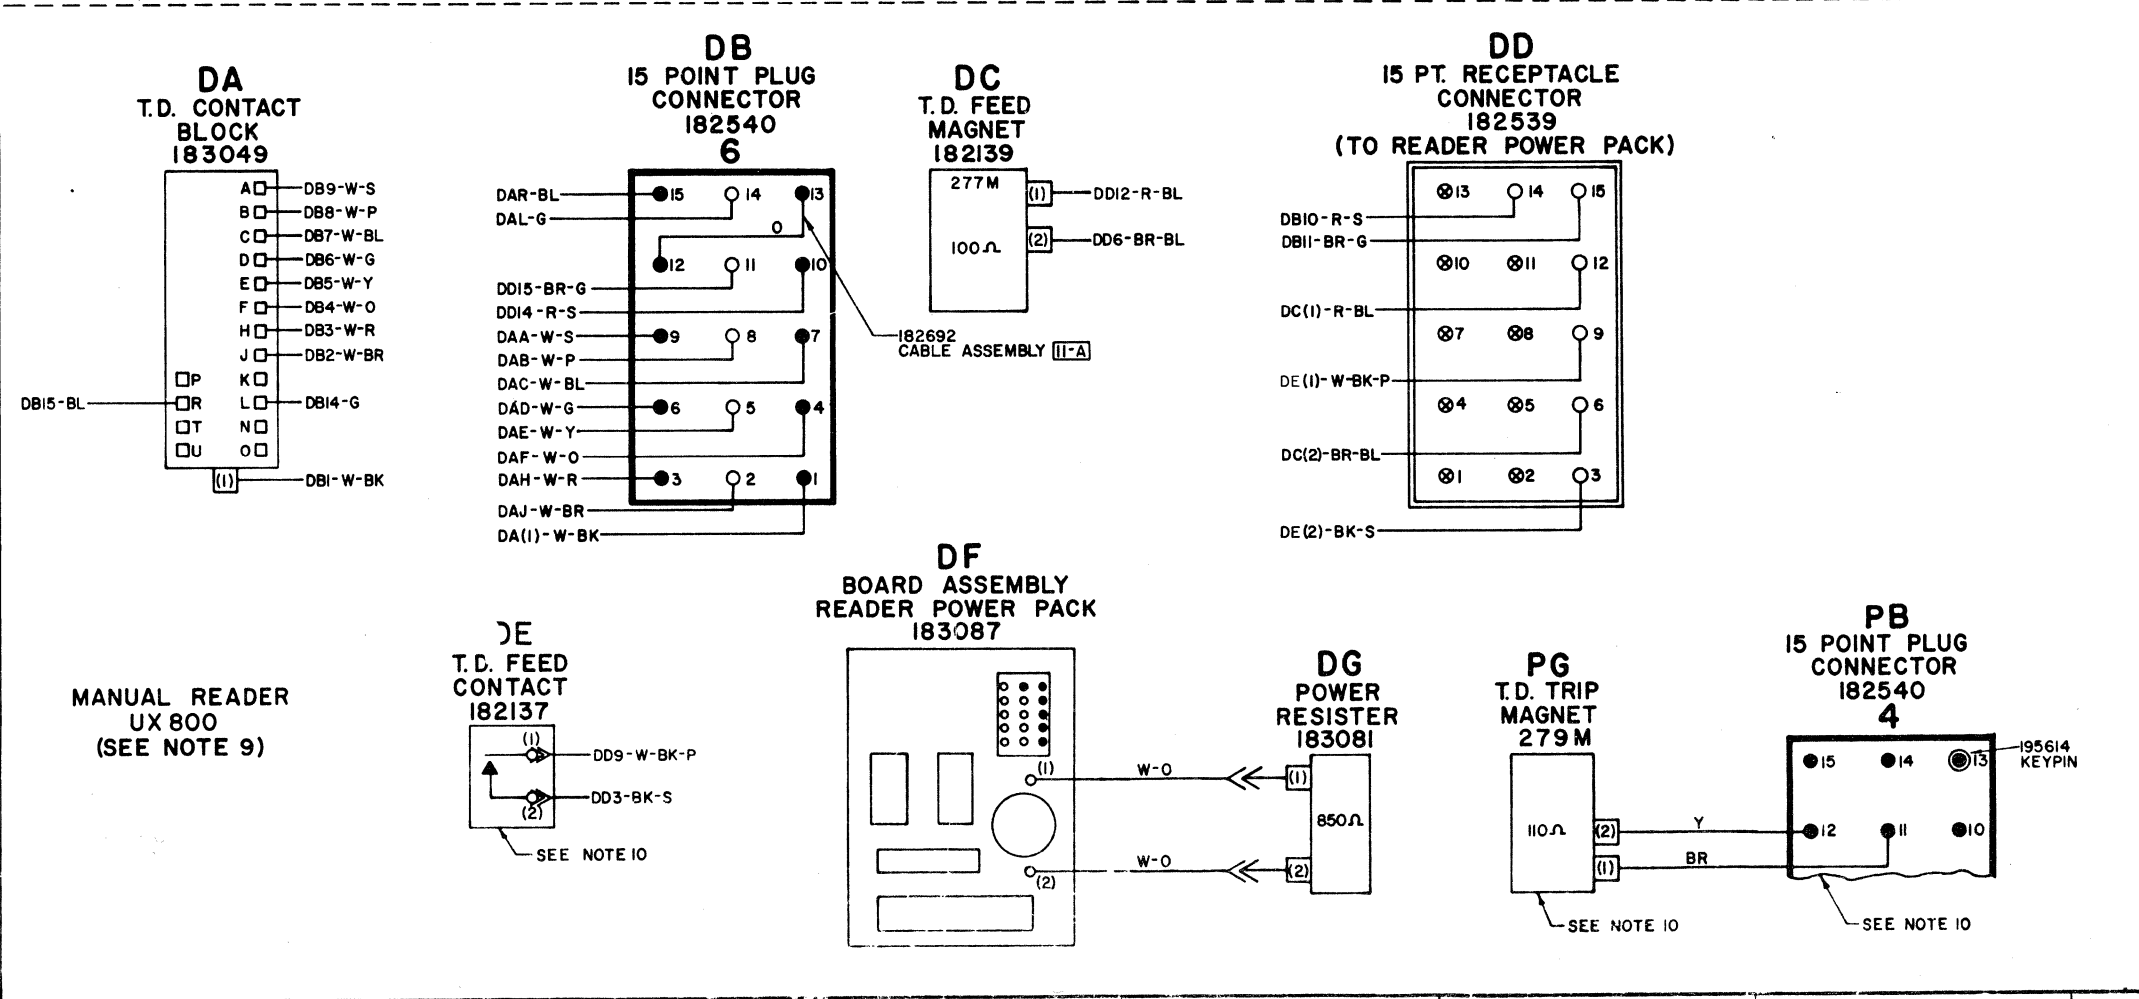 DA
T.D. CONTACT
BLOCK
183049
A
DB9-W-S
B
DB8-W-P
C
DB7-W-BL
D
DB6-W-G
E
DB5-W-Y
F
DB4-W-O
H
DB3-W-R
J
DB2-W-BR
P
K
DB15-BL
R
L
DB14-G
T
N
U
O
(1)
DB1-W-BK
DB
15 POINT PLUG
CONNECTOR
182540
6
DAR-BL
15
14
13
DAL-G
O
12
11
10
DD15-BR-G
DD14-R-S
DAA-W-S
9
8
7
DAB-W-P
DAC-W-BL
DAD-W-G
6
5
4
DAE-W-Y
DAF-W-O
DAH-W-R
3
2
1
DAJ-W-BR
DA(1)-W-BK
182692
CABLE ASSEMBLY 11-A
DC
T.D. FEED
MAGNET
182139
277M
(1)
DD12-R-BL
100Ω
(2)
DD6-BR-BL
DD
15 PT. RECEPTACLE
CONNECTOR
182539
(TO READER POWER PACK)
13
14
15
DB10-R-S
DB11-BR-G
10
11
12
DC(1)-R-BL
7
8
9
DE(1)-W-BK-P
4
5
6
DC(2)-BR-BL
1
2
3
DE(2)-BK-S
MANUAL READER
UX 800
(SEE NOTE 9)
DE
T.D. FEED
CONTACT
182137
(1)
DD9-W-BK-P
DD3-BK-S
(2)
SEE NOTE 10
DF
BOARD ASSEMBLY
READER POWER PACK
183087
(1)
W-O
(2)
W-O
DG
POWER
RESISTER
183081
(1)
850Ω
(2)
PG
T.D. TRIP
MAGNET
279M
110Ω
(2)
Y
(1)
BR
SEE NOTE 10
PB
15 POINT PLUG
CONNECTOR
182540
4
15
14
13
195614
KEYPIN
12
11
10
SEE NOTE 10